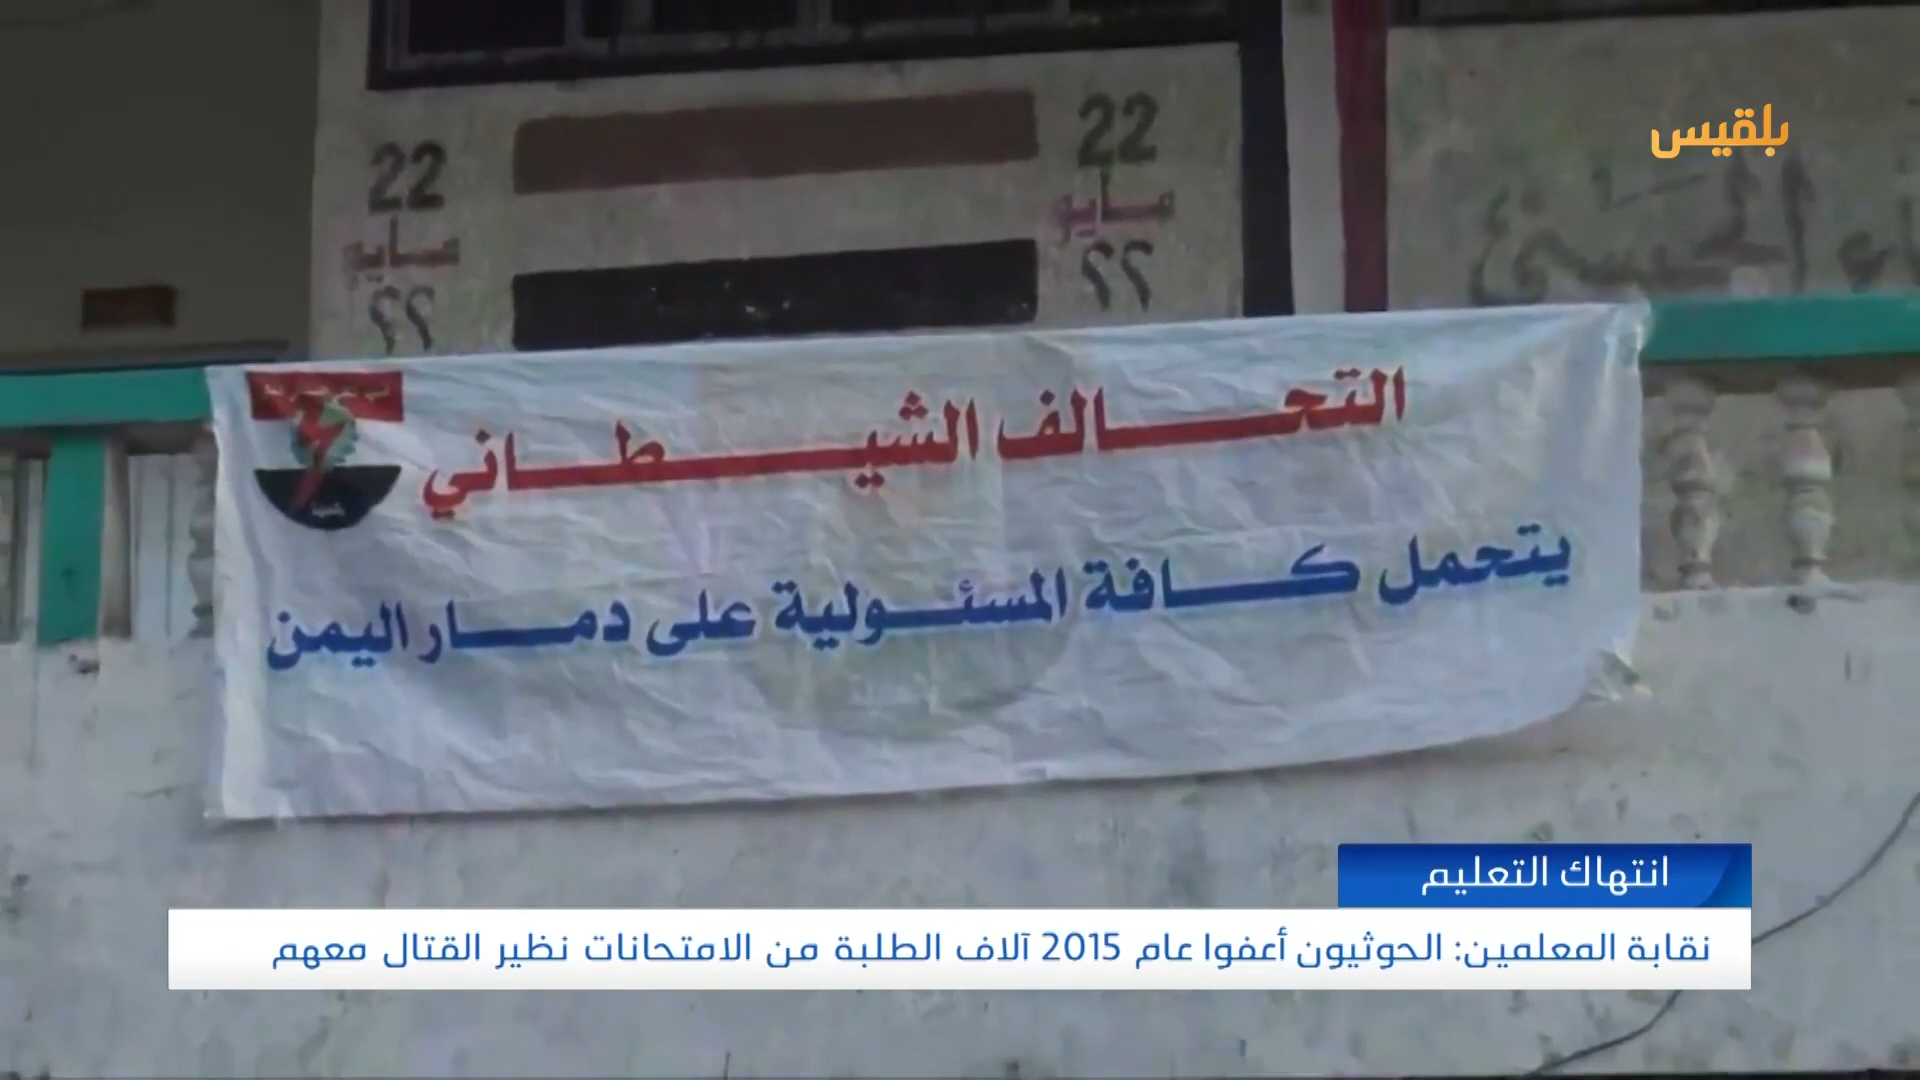 بلقيس
22
مايو
٢٢
22
مايو
٢٢
الحسنى
التحالف الشيطاني
يتحمل كافة المسئولية على دمار اليمن
انتهاك التعليم
نقابة المعلمين: الحوثيون أعفوا عام 2015 آلاف الطلبة من الامتحانات نظير القتال معهم